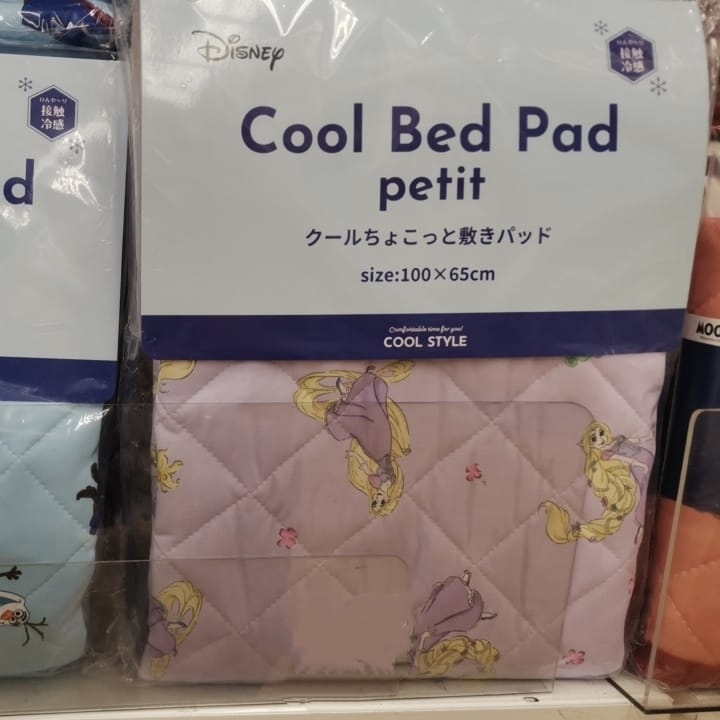 Disney
ひんや〜り
接触
冷感
Cool Bed Pad
petit
クールちょこっと敷きパッド
size:100×65cm
Comfortable time for you!
COOL STYLE
ひんや〜り
接触
冷感
d
MOO